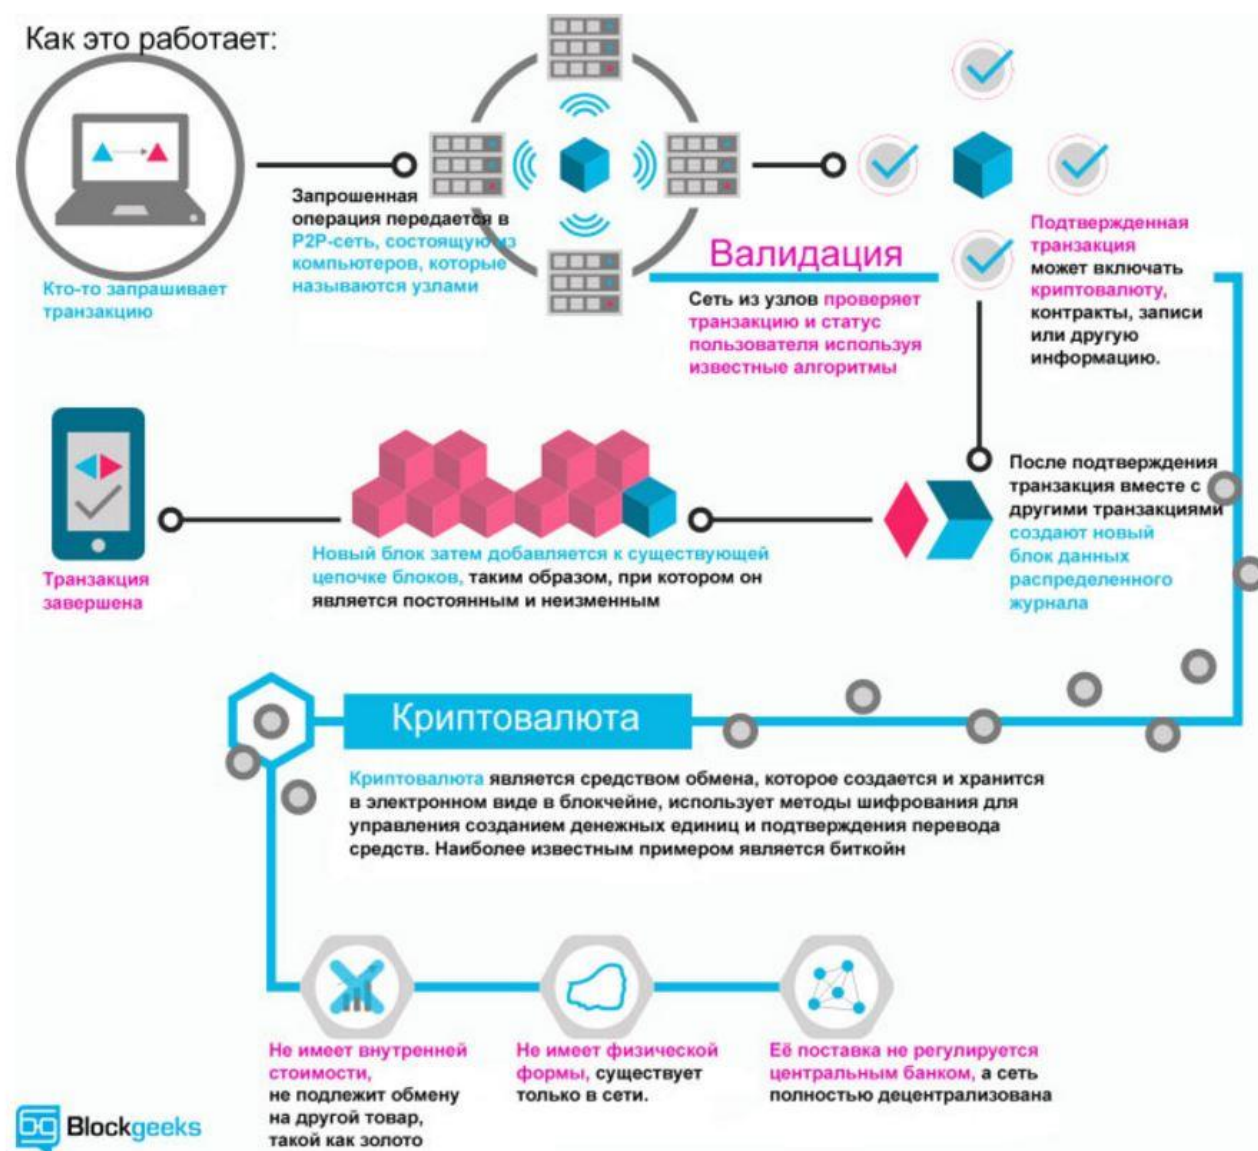 Как это работает:
Кто-то запрашивает
транзакцию
Запрошенная
операция передается в
P2P-сеть, состоящую из
компьютеров, которые
называются узлами
Валидация
Сеть из узлов проверяет
транзакцию и статус
пользователя используя
известные алгоритмы
Подтвержденная
транзакция
может включать
криптовалюту,
контракты, записи
или другую
информацию.
После подтверждения
транзакция вместе с
другими транзакциями
создают новый
блок данных
распределенного
журнала
Новый блок затем добавляется к существующей
цепочке блоков, таким образом, при котором он
является постоянным и неизменным
Транзакция
завершена
Криптовалюта
Криптовалюта является средством обмена, которое создается и хранится
в электронном виде в блокчейне, использует методы шифрования для
управления созданием денежных единиц и подтверждения перевода
средств. Наиболее известным примером является биткойн
Не имеет внутренней
стоимости,
не подлежит обмену
на другой товар,
такой как золото
Не имеет физической
формы, существует
только в сети.
Её поставка не регулируется
центральным банком, а сеть
полностью децентрализована
Blockgeeks